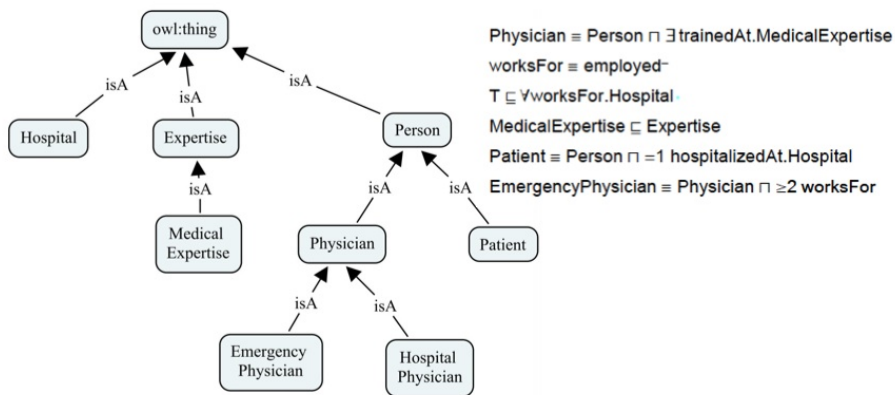 owl:thing
isA
isA
isA
Hospital
Expertise
Person
isA
isA
isA
Medical
Expertise
Physician
Patient
isA
isA
Emergency
Physician
Hospital
Physician
Physician ≡ Person ⊓ ∃ trainedAt.MedicalExpertise
worksFor ≡ employed⁻
T ⊑ ∀worksFor.Hospital
MedicalExpertise ⊑ Expertise
Patient ≡ Person ⊓ =1 hospitalizedAt.Hospital
EmergencyPhysician ≡ Physician ⊓ ≥2 worksFor